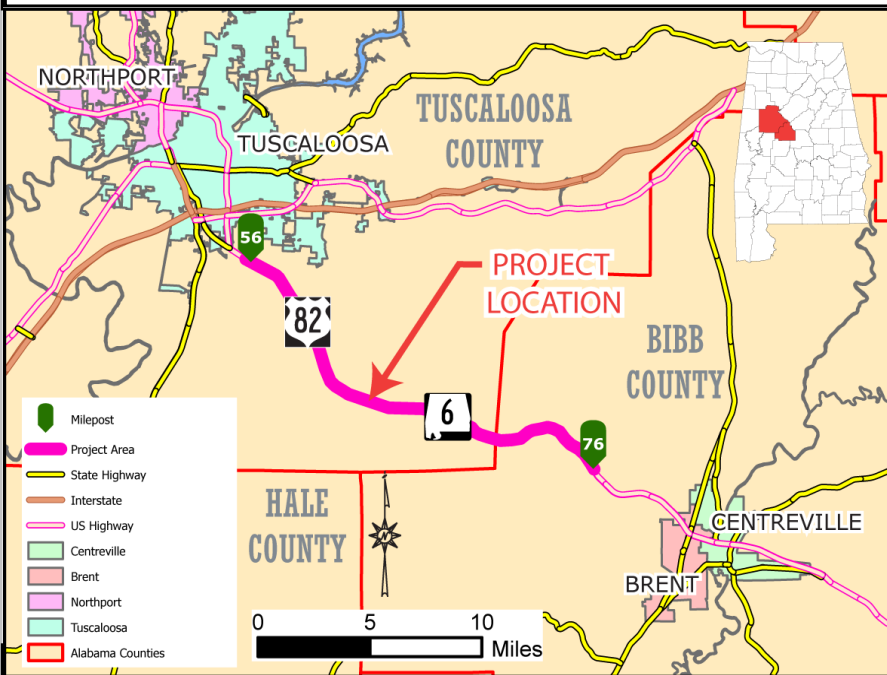 NORTHPORT
TUSCALOOSA
COUNTY
TUSCALOOSA
56
PROJECT
LOCATION
82
BIBB
COUNTY
6
76
Milepost
Project Area
State Highway
Interstate
US Highway
Centreville
Brent
Northport
Tuscaloosa
Alabama Counties
HALE
COUNTY
N
CENTREVILLE
BRENT
0 5 10
Miles